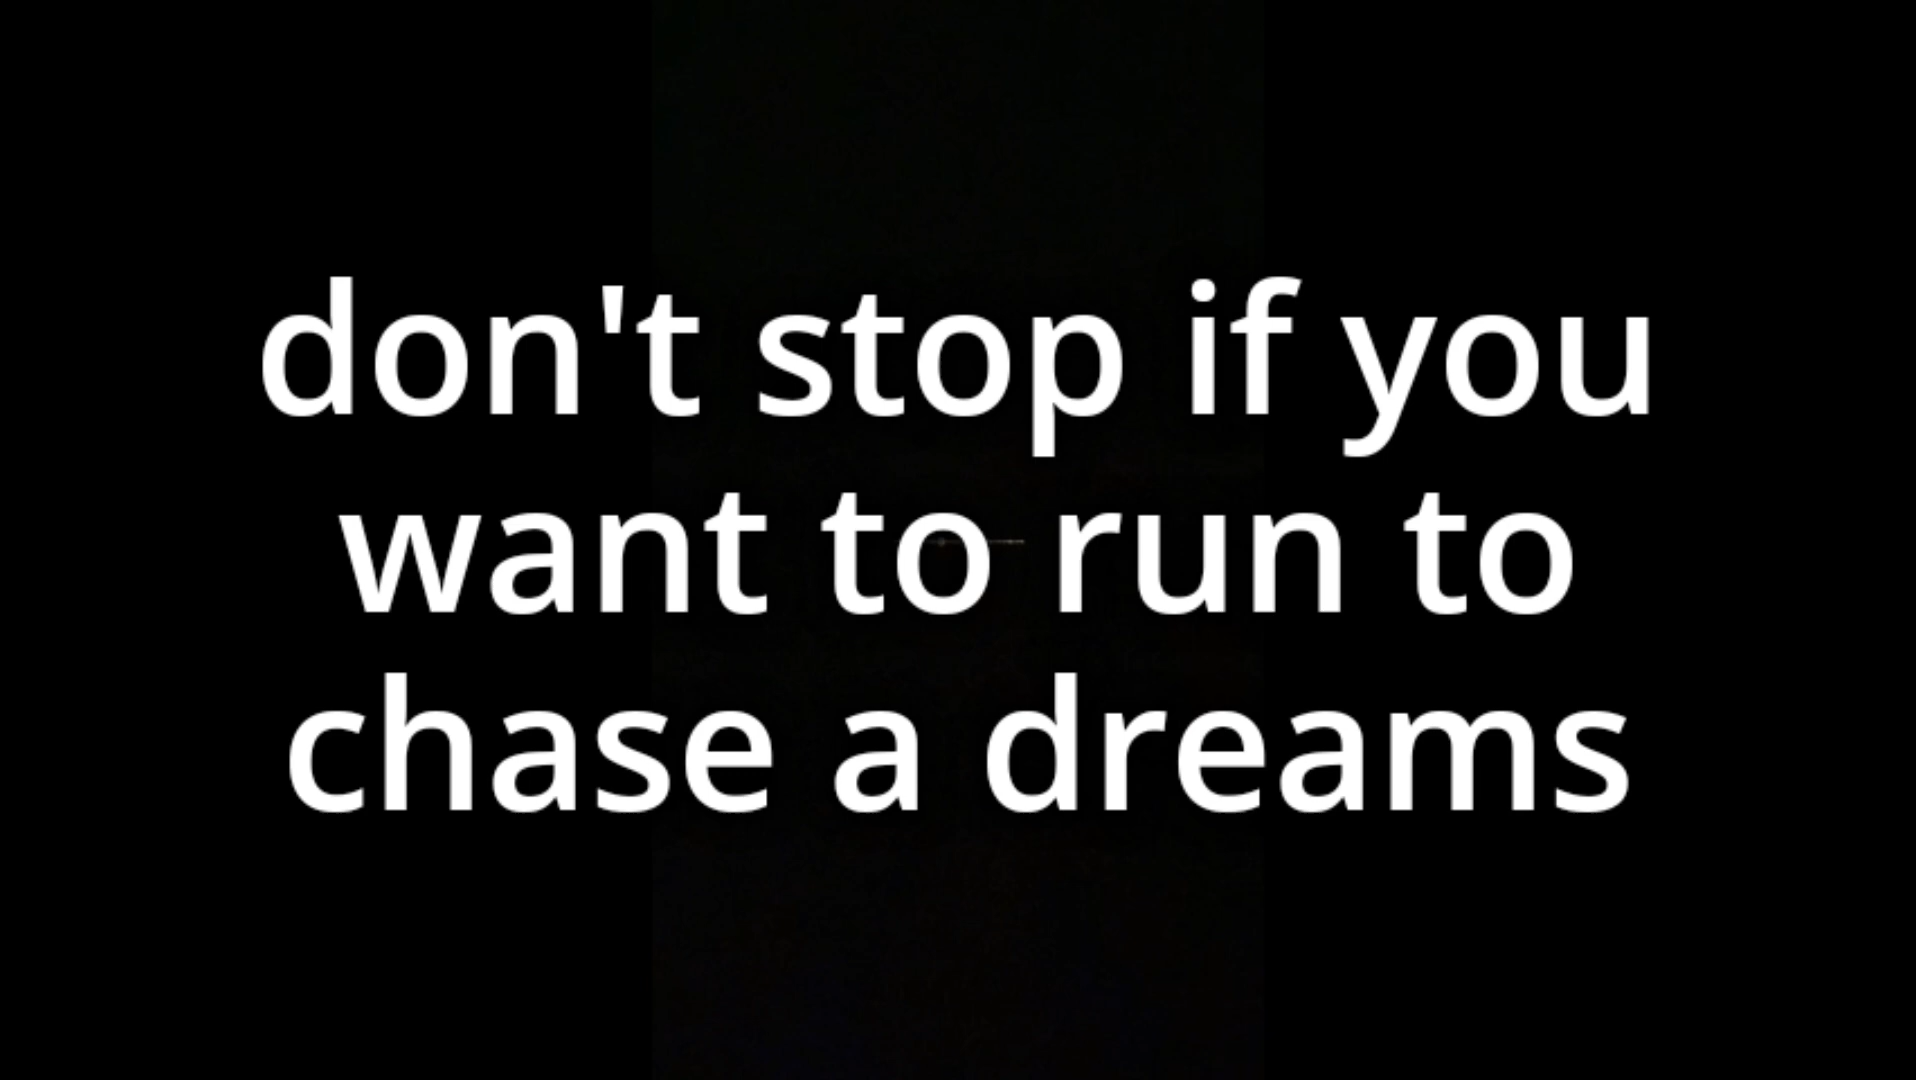 don't stop if you
want to run to
chase a dreams